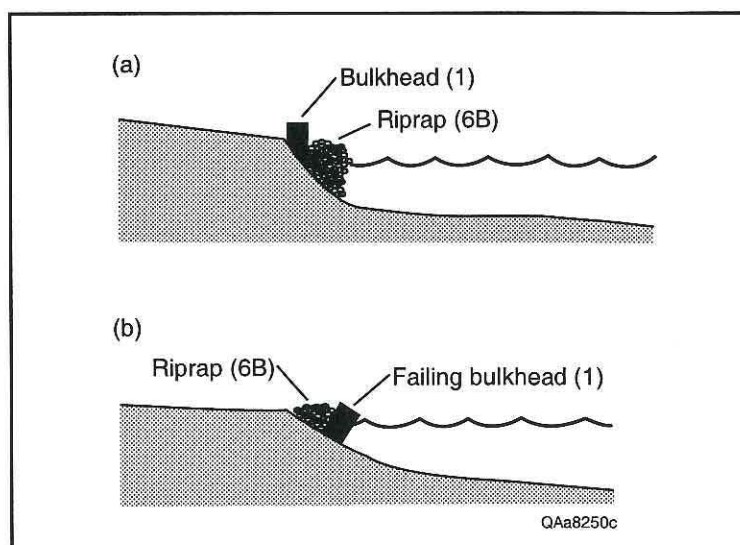 (a)
Bulkhead (1)
Riprap (6B)
(b)
Riprap (6B)
Failing bulkhead (1)
QAa8250c